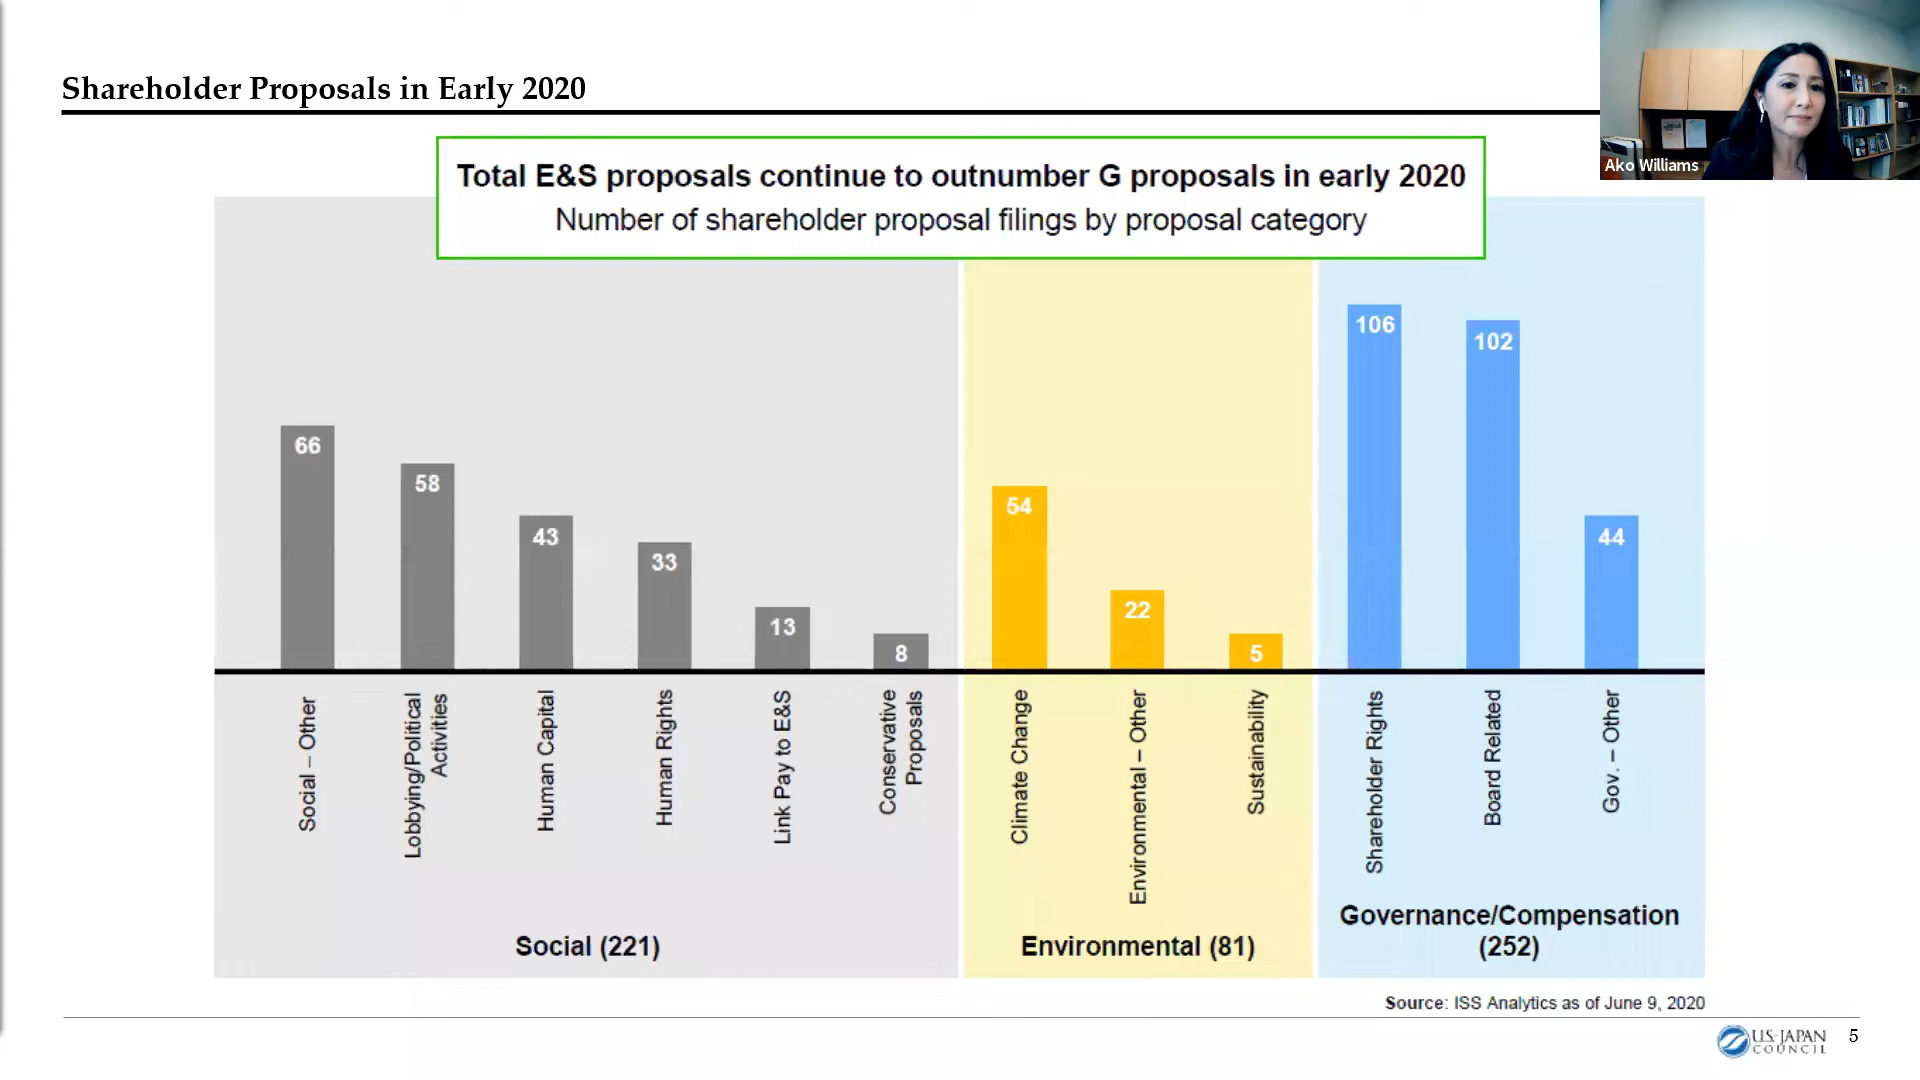 Shareholder Proposals in Early 2020
Ako Williams
Total E&S proposals continue to outnumber G proposals in early 2020
Number of shareholder proposal filings by proposal category
66
58
43
33
13
8
54
22
5
106
102
44
Social – Other
Lobbying/Political
Activities
Human Capital
Human Rights
Link Pay to E&S
Conservative
Proposals
Climate Change
Environmental – Other
Sustainability
Shareholder Rights
Board Related
Gov. – Other
Social (221)
Environmental (81)
Governance/Compensation
(252)
Source: ISS Analytics as of June 9, 2020
U.S.-JAPAN
COUNCIL
5